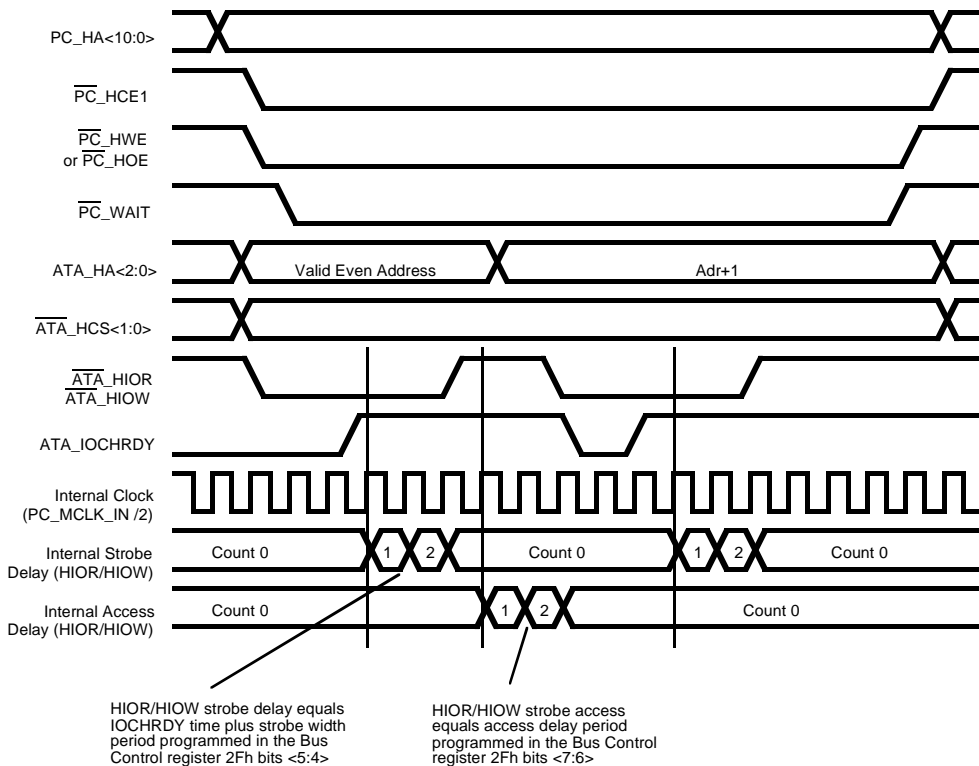 PC_HA<10:0>
PC_HCE1
PC_HWE
or PC_HOE
PC_WAIT
ATA_HA<2:0>
Valid Even Address
Adr+1
ATA_HCS<1:0>
ATA_HIOR
ATA_HIOW
ATA_IOCHRDY
Internal Clock
(PC_MCLK_IN /2)
Internal Strobe
Delay (HIOR/HIOW)
Count 0
1
2
Count 0
1
2
Count 0
Internal Access
Delay (HIOR/HIOW)
Count 0
1
2
Count 0
HIOR/HIOW strobe delay equals
IOCHRDY time plus strobe width
period programmed in the Bus
Control register 2Fh bits <5:4>
HIOR/HIOW strobe access
equals access delay period
programmed in the Bus Control
register 2Fh bits <7:6>